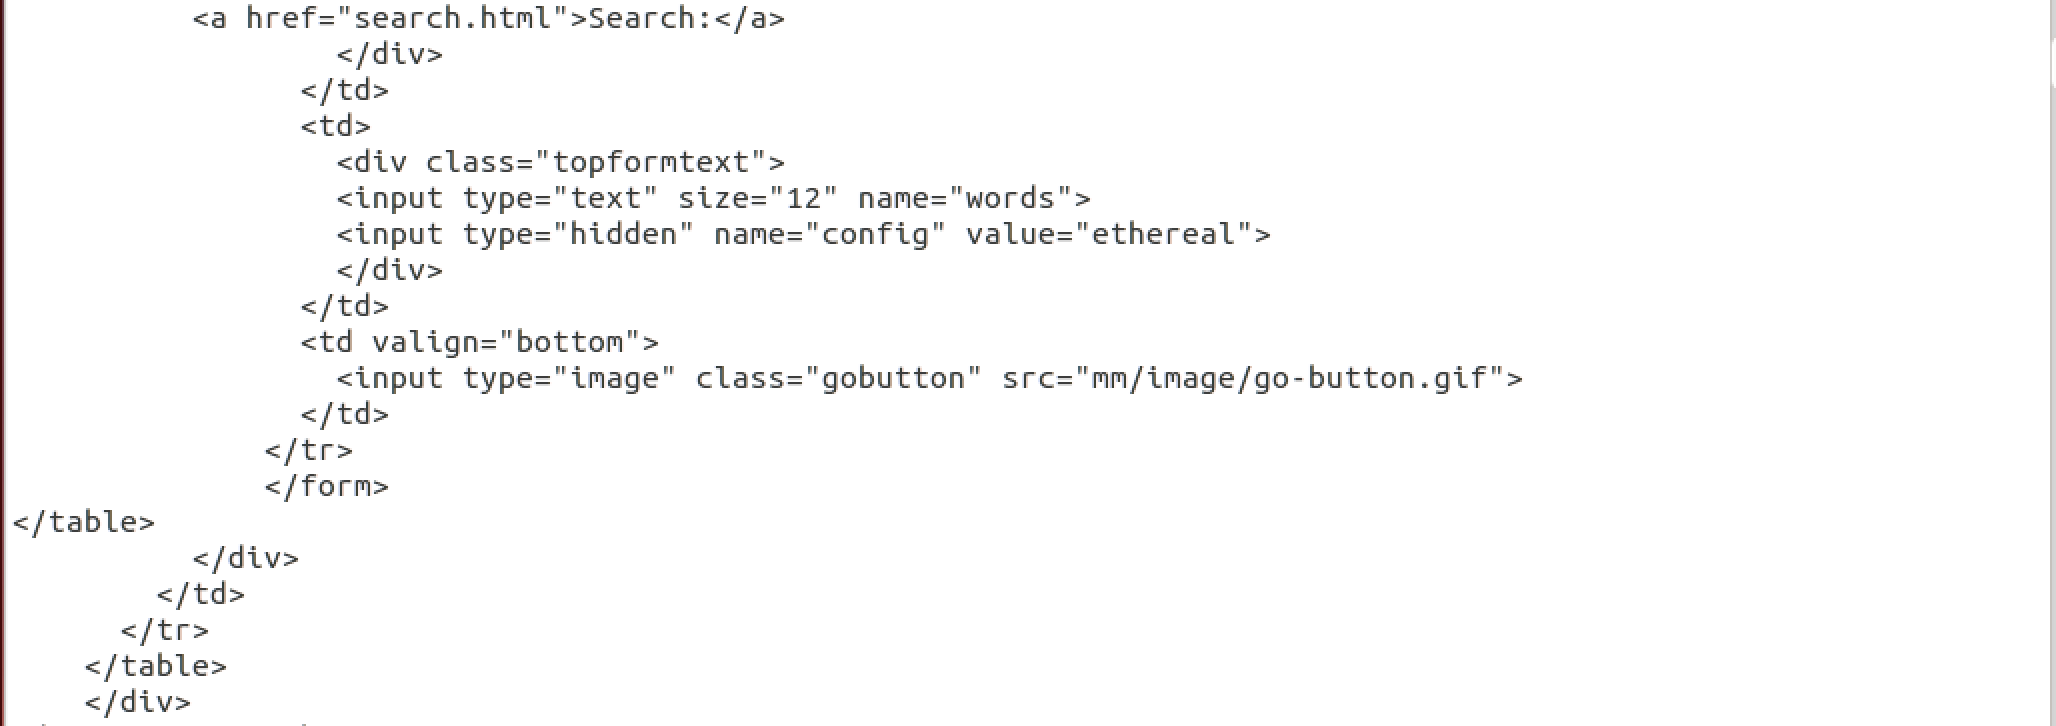 <a href="search.html">Search:</a>
</div>
</td>
<td>
<div class="topformtext">
<input type="text" size="12" name="words">
<input type="hidden" name="config" value="ethereal">
</div>
</td>
<td valign="bottom">
<input type="image" class="gobutton" src="mm/image/go-button.gif">
</td>
</tr>
</form>
</table>
</div>
</td>
</tr>
</table>
</div>